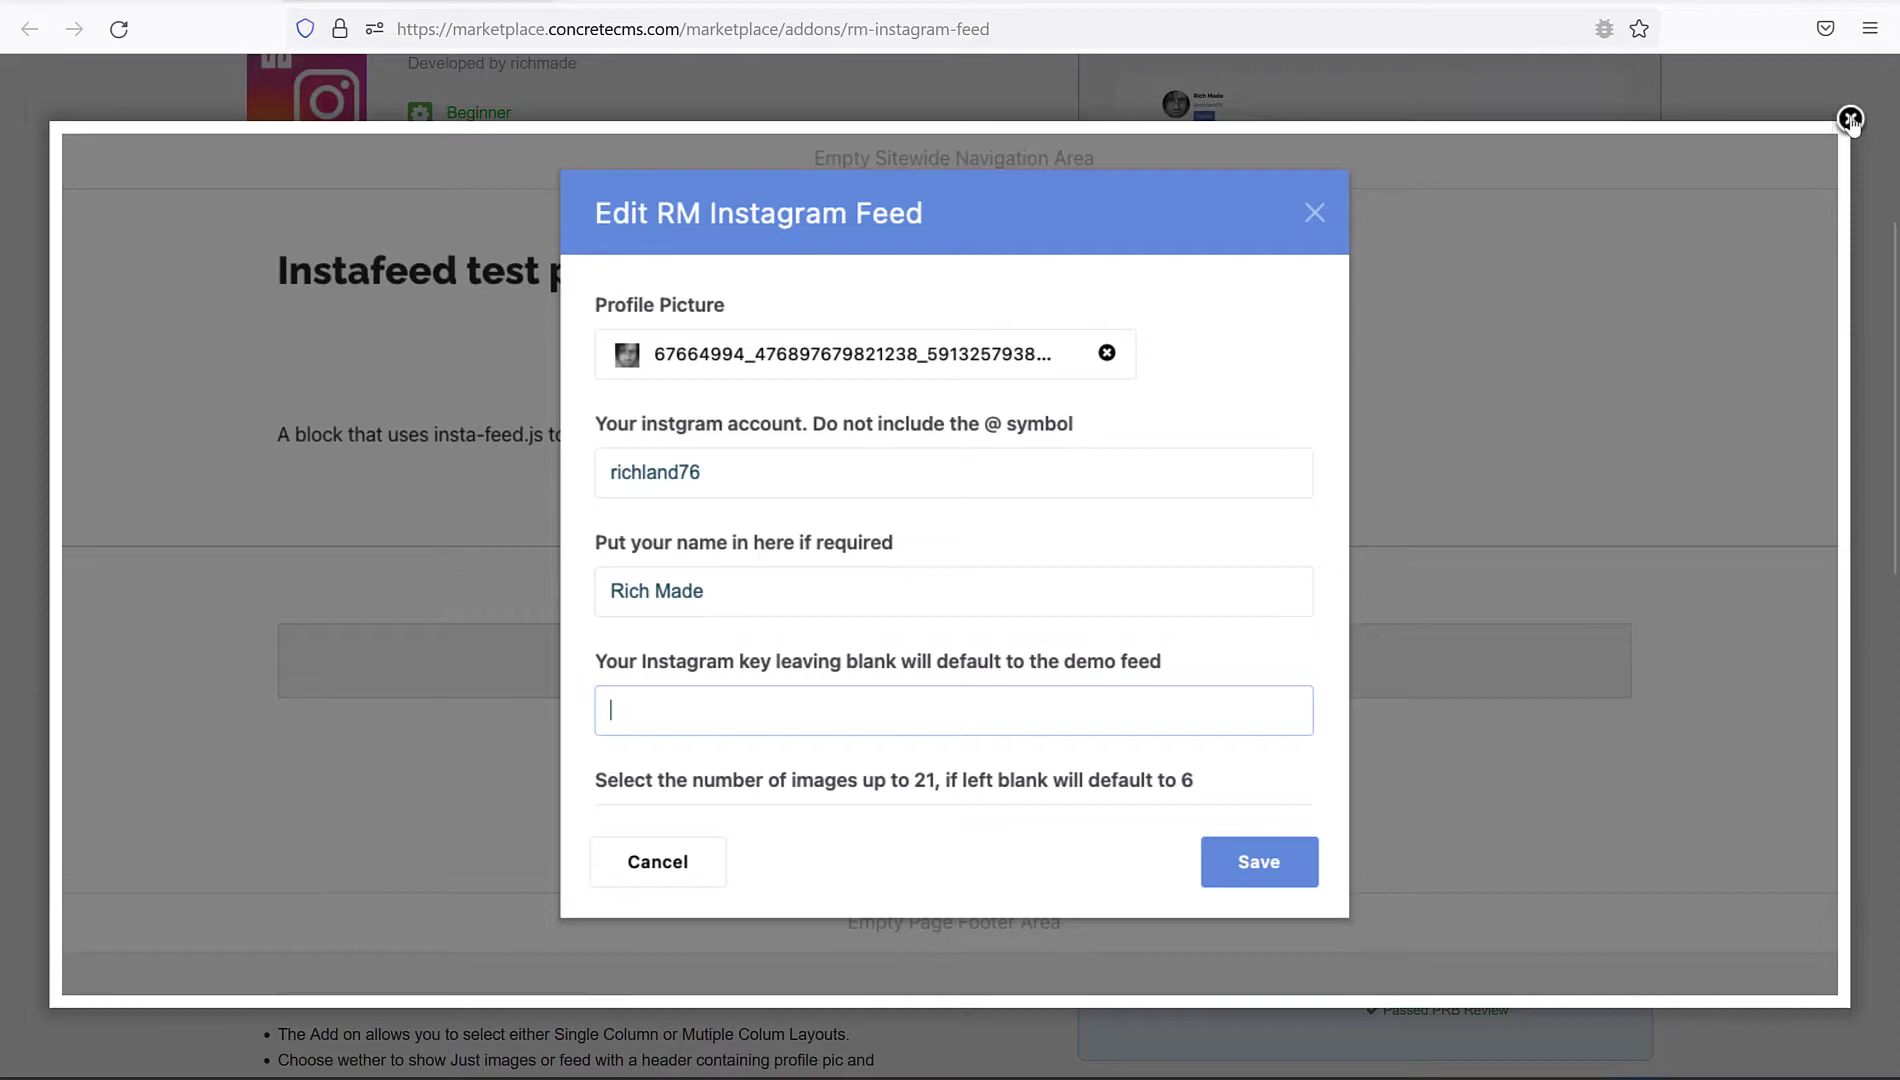 https://marketplace.concretecms.com/marketplace/addons/rm-instagram-feed
Developed by richmade
Beginner
Rich Made
Empty Sitewide Navigation Area
Edit RM Instagram Feed
Instafeed test p
Profile Picture
67664994_476897679821238_5913257938...
A block that uses insta-feed.js to
Your instgram account. Do not include the @ symbol
richland76
Put your name in here if required
Rich Made
Your Instagram key leaving blank will default to the demo feed
Select the number of images up to 21, if left blank will default to 6
Cancel
Save
Empty Page Footer Area
Passed PRB Review
• The Add on allows you to select either Single Column or Mutiple Colum Layouts.
• Choose wether to show Just images or feed with a header containing profile pic and